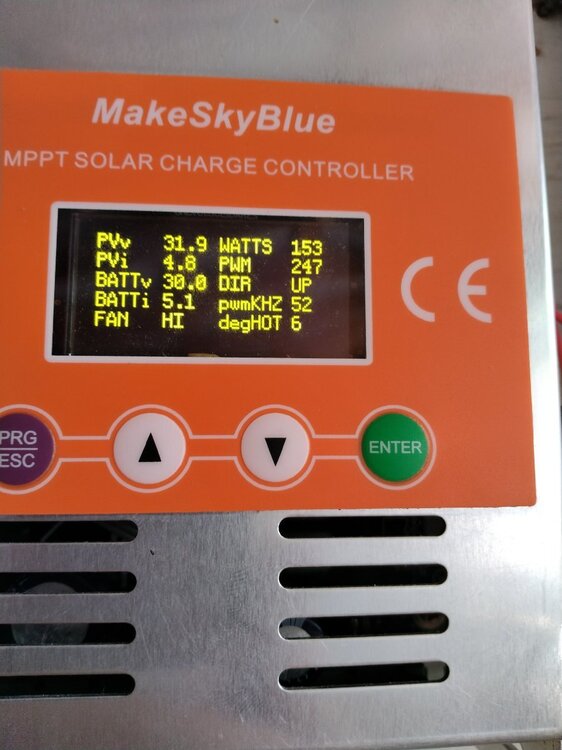 MakeSkyBlue
MPPT SOLAR CHARGE CONTROLLER
PVv 31.9 WATTS 153
PVi 4.8 PWM 247
BATTv 30.0 DIR UP
BATTi 5.1 pwmKHZ 52
FAN HI degHOT 6
CE
PRG
ESC
ENTER